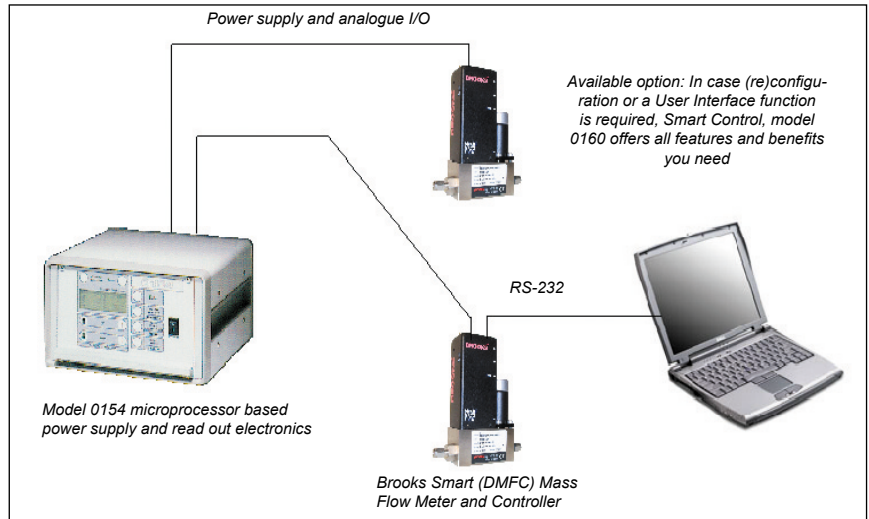 Power supply and analogue I/O
Available option: In case (re)configu-
ration or a User Interface function
is required, Smart Control, model
0160 offers all features and benefits
you need
RS-232
Model 0154 microprocessor based
power supply and read out electronics
Brooks Smart (DMFC) Mass
Flow Meter and Controller